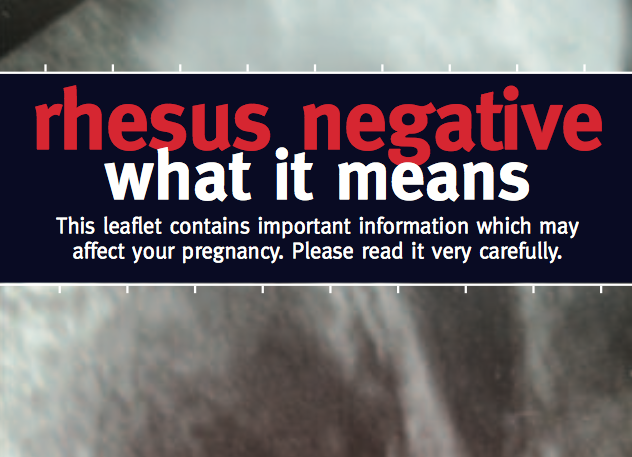 rhesus negative
what it means
This leaflet contains important information which may
affect your pregnancy. Please read it very carefully.